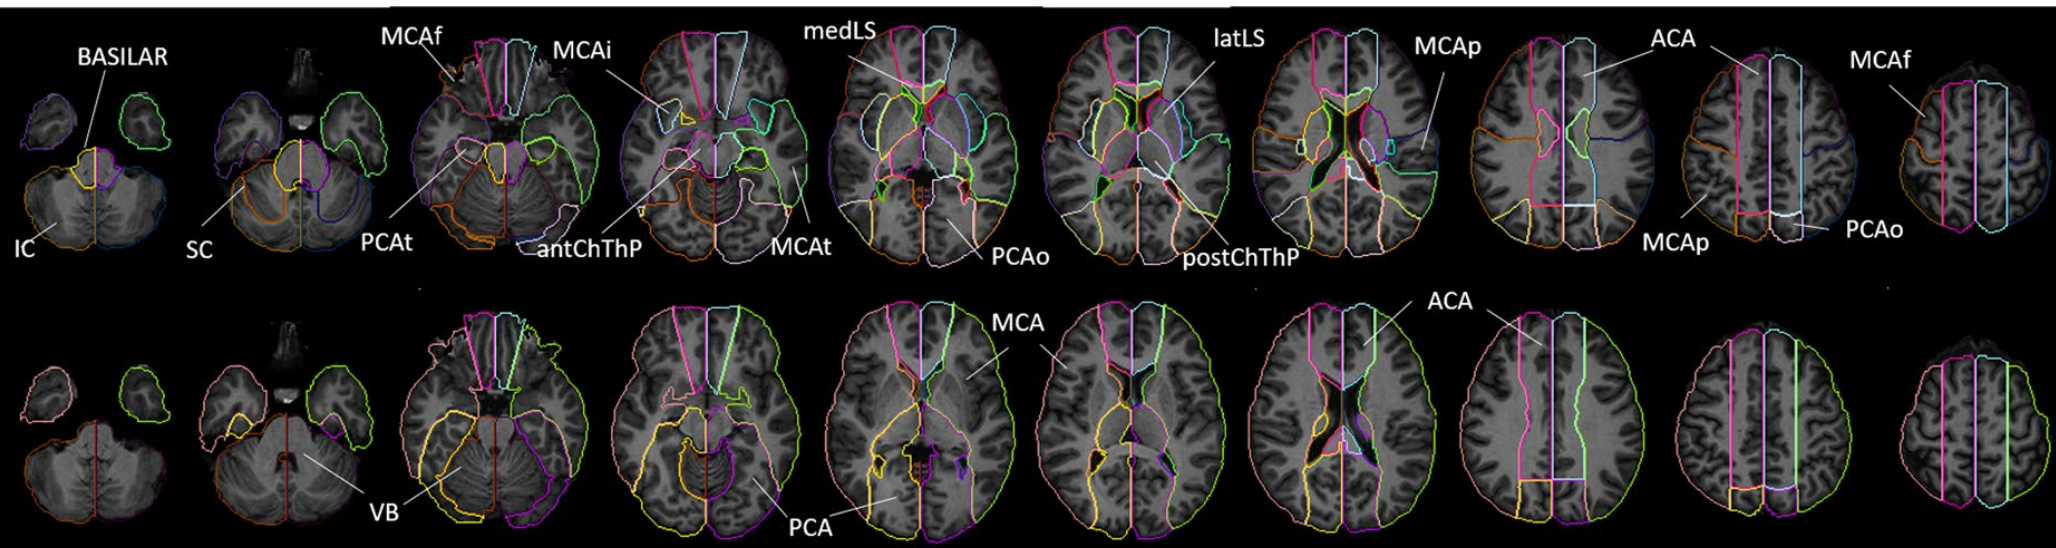 BASILAR
MCAf
MCAi
medLS
latLS
MCAp
ACA
MCAf
IC
SC
PCAt
antChThP
MCAt
PCAo
postChThP
MCAp
PCAo
VB
PCA
MCA
ACA